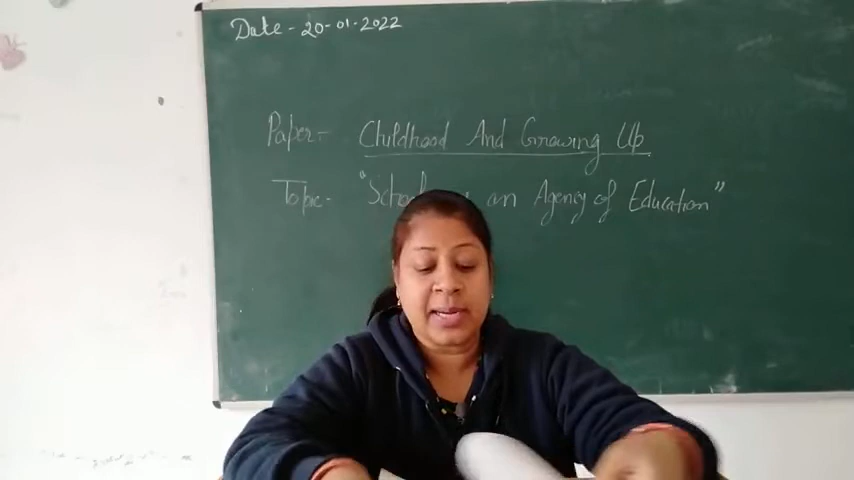 Date - 20-01-2022
Paper - Childhood And Growing Up
Topic - "School an Agency of Education"